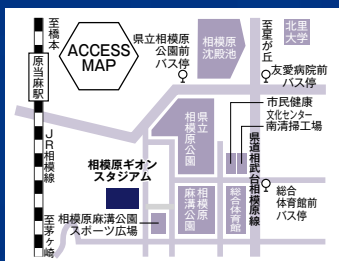 至橋本
原当麻駅
JR相模線
至茅ヶ崎
ACCESS
MAP
県立相模原
公園前
バス停
相模原
沈殿池
至星が丘
北里
大学
友愛病院前
バス停
市民健康
文化センター
南清掃工場
県立
相模原公園
県道相武台相模原線
相模原ギオン
スタジアム
相模原
麻溝公園
総合体育館
総合
体育館前
バス停
相模原麻溝公園
スポーツ広場